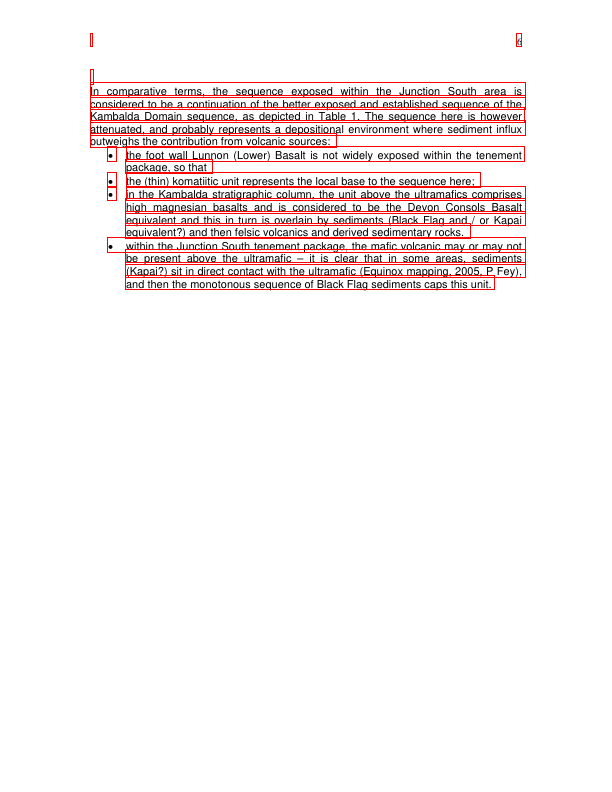 6
In comparative terms, the sequence exposed within the Junction South area is
considered to be a continuation of the better exposed and established sequence of the
Kambalda Domain sequence, as depicted in Table 1. The sequence here is however
attenuated, and probably represents a depositional environment where sediment influx
outweighs the contribution from volcanic sources:
• the foot wall Lunnon (Lower) Basalt is not widely exposed within the tenement
package, so that
• the (thin) komatiitic unit represents the local base to the sequence here;
• in the Kambalda stratigraphic column, the unit above the ultramafics comprises
high magnesian basalts and is considered to be the Devon Consols Basalt
equivalent and this in turn is overlain by sediments (Black Flag and / or Kapai
equivalent?) and then felsic volcanics and derived sedimentary rocks.
• within the Junction South tenement package, the mafic volcanic may or may not
be present above the ultramafic – it is clear that in some areas, sediments
(Kapai?) sit in direct contact with the ultramafic (Equinox mapping, 2005, P Fey),
and then the monotonous sequence of Black Flag sediments caps this unit.